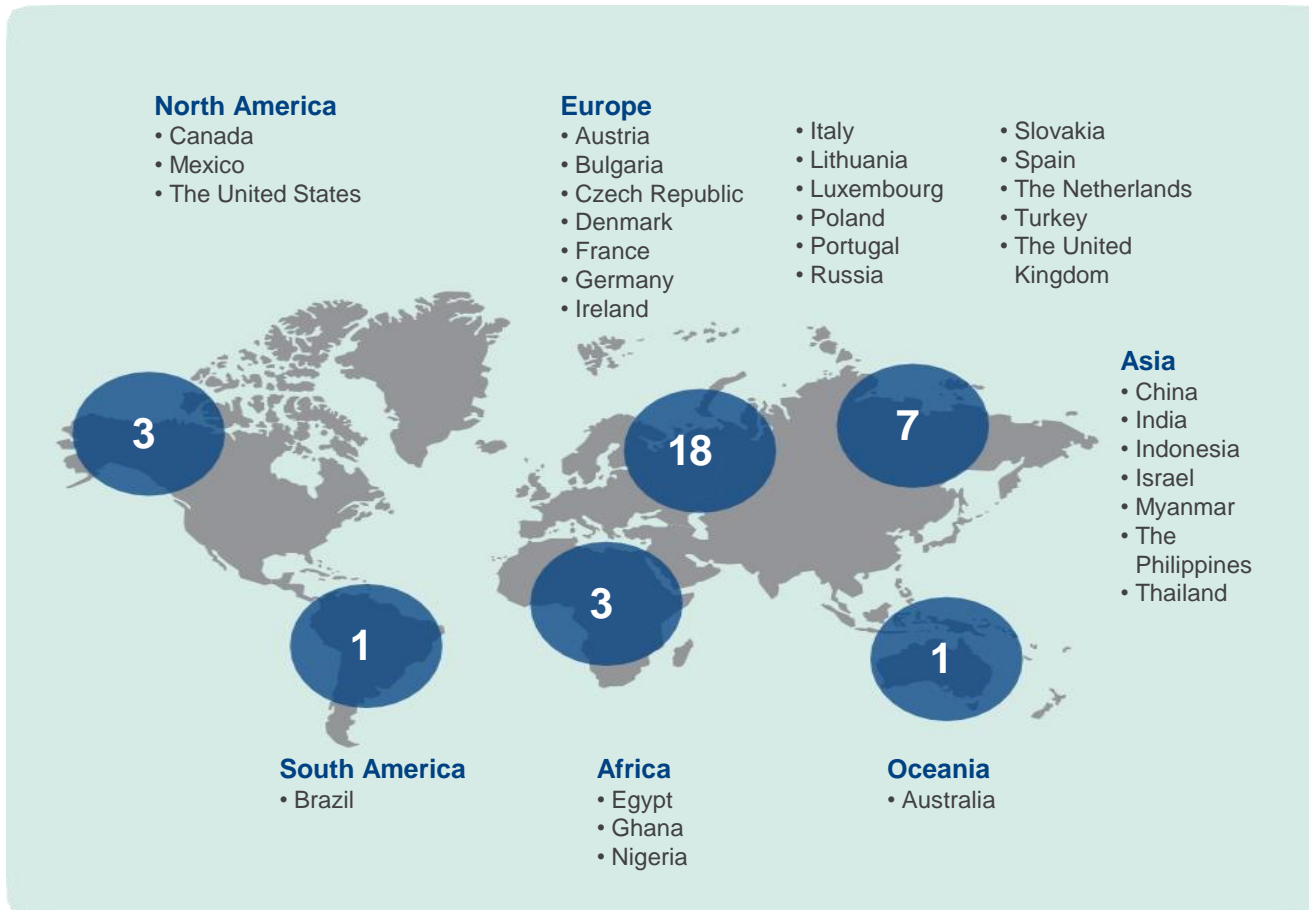 North America
• Canada
• Mexico
• The United States
Europe
• Austria
• Bulgaria
• Czech Republic
• Denmark
• France
• Germany
• Ireland
• Italy
• Lithuania
• Luxembourg
• Poland
• Portugal
• Russia
• Slovakia
• Spain
• The Netherlands
• Turkey
• The United
Kingdom
Asia
• China
• India
• Indonesia
• Israel
• Myanmar
• The
Philippines
• Thailand
3
18
7
1
3
1
South America
• Brazil
Africa
• Egypt
• Ghana
• Nigeria
Oceania
• Australia